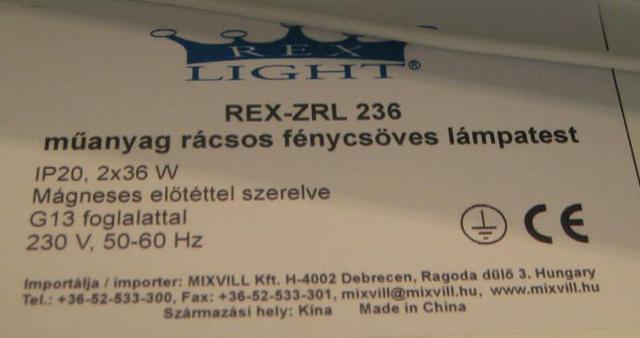 REX
LIGHT®
REX-ZRL 236
műanyag rácsos fénycsöves lámpatest
IP20, 2x36 W
Mágneses előtéttel szerelve
G13 foglalattal
230 V, 50-60 Hz
CE
Importálja / importer: MIXVILL Kft. H-4002 Debrecen, Ragoda dűlő 3. Hungary
Tel.: +36-52-533-300, Fax: +36-52-533-301, mixvill@mixvill.hu, www.mixvill.hu
Származási hely: Kína Made in China